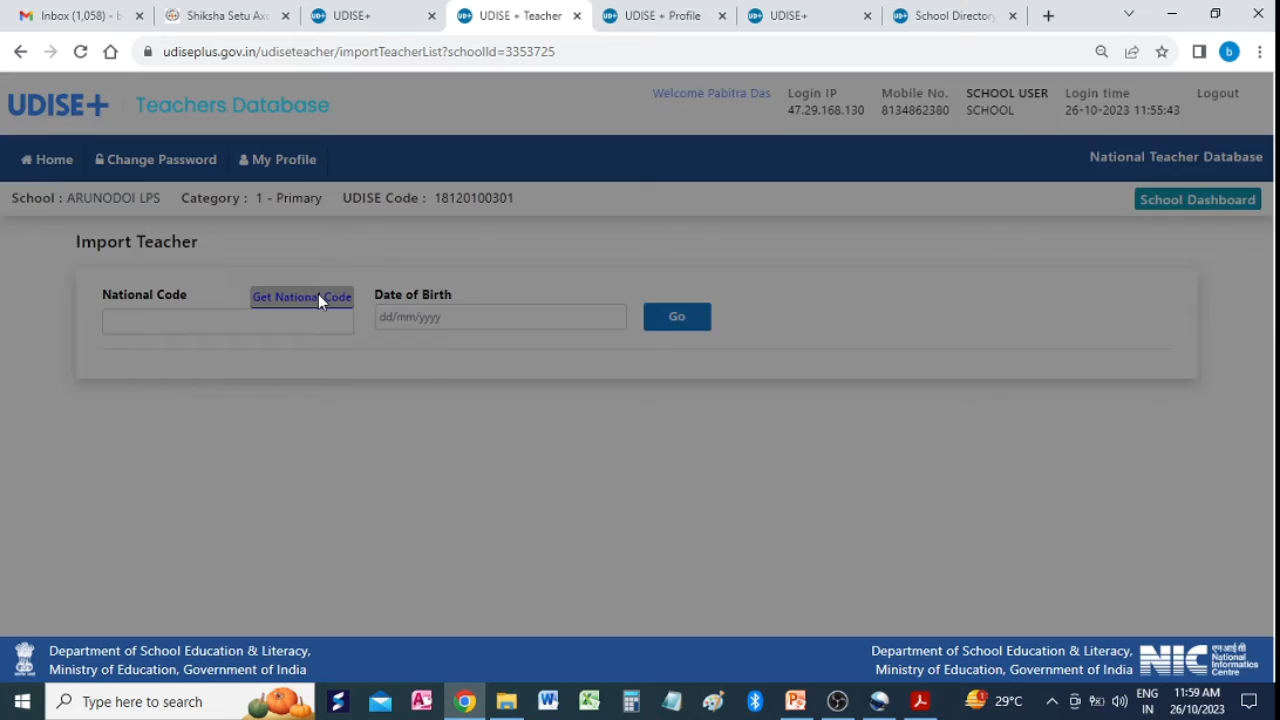 Inbox (1,058) - b
Shiksha Setu Axo
UDISE+
UDISE + Teacher
UDISE + Profile
UDISE+
School Directory
udiseplus.gov.in/udiseteacher/importTeacherList?schoolId=3353725
b
UDISE+ Teachers Database
Welcome Pabitra Das
Login IP
47.29.168.130
Mobile No.
8134862380
SCHOOL USER
SCHOOL
Login time
26-10-2023 11:55:43
Logout
Home
Change Password
My Profile
National Teacher Database
School : ARUNODOI LPS
Category : 1 - Primary
UDISE Code : 18120100301
School Dashboard
Import Teacher
National Code
Get National Code
Date of Birth
dd/mm/yyyy
Go
Department of School Education & Literacy,
Ministry of Education, Government of India
Department of School Education & Literacy,
Ministry of Education, Government of India
NIC
एन आई सी
National
Informatics
Centre
Type here to search
29°C
ENG
IN
11:59 AM
26/10/2023